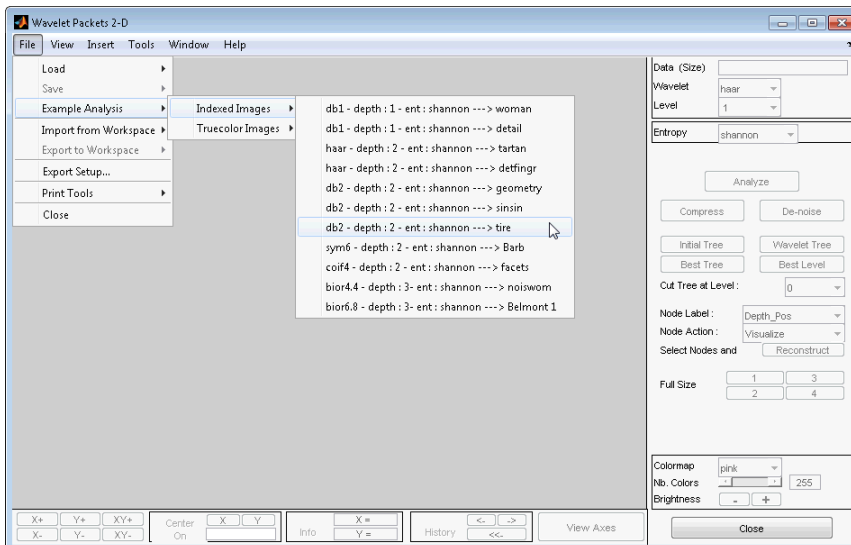 Wavelet Packets 2-D
File View Insert Tools Window Help
Load
Save
Example Analysis
Import from Workspace
Export to Workspace
Export Setup...
Print Tools
Close
Indexed Images
Truecolor Images
db1 - depth : 1 - ent : shannon ---> woman
db1 - depth : 1 - ent : shannon ---> detail
haar - depth : 2 - ent : shannon ---> tartan
haar - depth : 2 - ent : shannon ---> detfingr
db2 - depth : 2 - ent : shannon ---> geometry
db2 - depth : 2 - ent : shannon ---> sinsin
db2 - depth : 2 - ent : shannon ---> tire
sym6 - depth : 2 - ent : shannon ---> Barb
coif4 - depth : 2 - ent : shannon ---> facets
bior4.4 - depth : 3- ent : shannon ---> noiswom
bior6.8 - depth : 3- ent : shannon ---> Belmont 1
Data (Size)
Wavelet haar
Level 1
Entropy shannon
Analyze
Compress De-noise
Initial Tree Wavelet Tree
Best Tree Best Level
Cut Tree at Level : 0
Node Label : Depth_Pos
Node Action : Visualize
Select Nodes and Reconstruct
Full Size 1 3
2 4
Colormap pink
Nb. Colors 255
Brightness - +
X+ Y+ XY+ Center X Y X = <- -> View Axes Close
X- Y- XY- On Info Y = History <<-